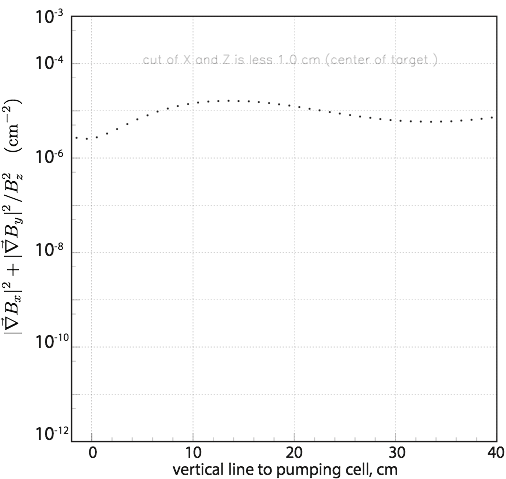 10⁻³
cut of X and Z is less 1.0 cm (center of target )
10⁻⁴
10⁻⁶
10⁻⁸
10⁻¹⁰
10⁻¹²
|∇⃗B_x|² + |∇⃗B_y|² / B_z² (cm⁻²)
0 10 20 30 40
vertical line to pumping cell, cm